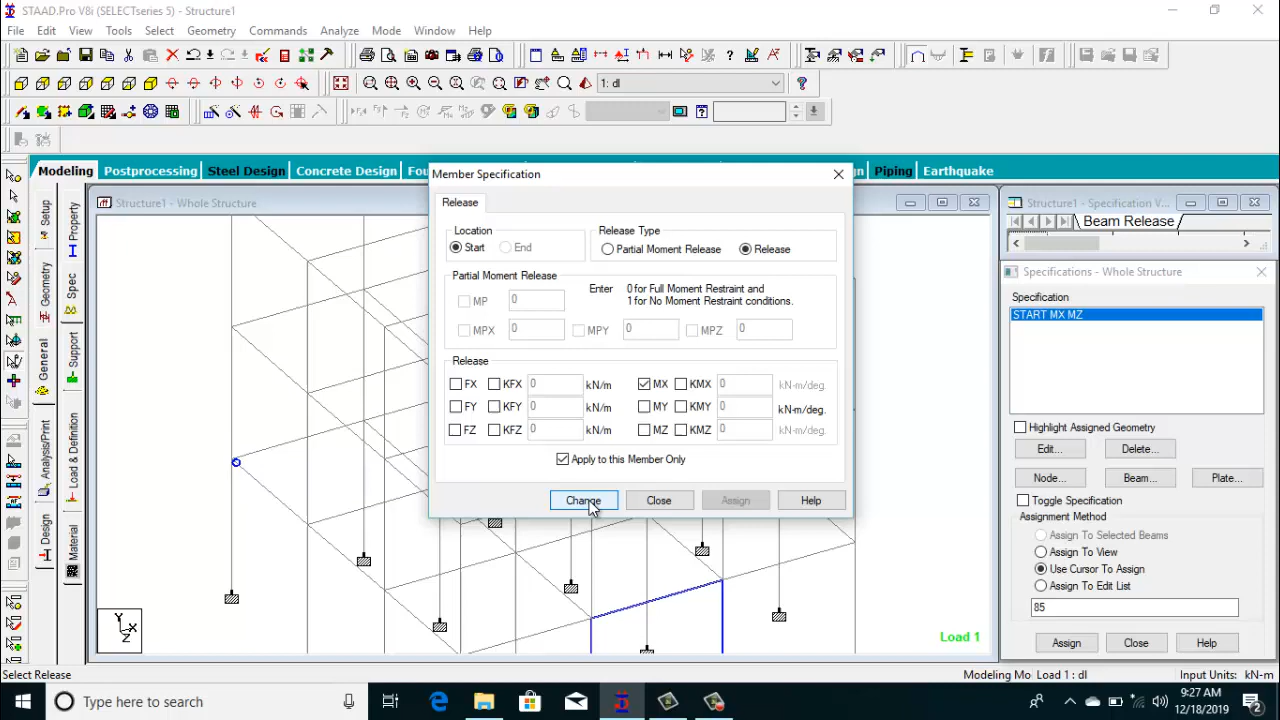 STAAD.Pro V8i (SELECTseries 5) - Structure1
File Edit View Tools Select Geometry Commands Analyze Mode Window Help
1: dl
Modeling Postprocessing Steel Design Concrete Design Piping Earthquake
Structure1 - Whole Structure
Member Specification
Release
Location
Start End
Release Type
Partial Moment Release Release
Partial Moment Release
Enter 0 for Full Moment Restraint and
1 for No Moment Restraint conditions.
MP 0
MPX 0 MPY 0 MPZ 0
Release
FX KFX 0 kN/m MX KMX 0 kN-m/deg.
FY KFY 0 kN/m MY KMY 0 kN-m/deg.
FZ KFZ 0 kN/m MZ KMZ 0 kN-m/deg.
Apply to this Member Only
Change Close Assign Help
Setup
Geometry
General
Analysis/Print
Design
Property
Spec
Support
Load & Definition
Material
Y
X
Z
Load 1
Structure1 - Specification V...
Beam Release
Specifications - Whole Structure
Specification
START MX MZ
Highlight Assigned Geometry
Edit... Delete...
Node... Beam... Plate...
Toggle Specification
Assignment Method
Assign To Selected Beams
Assign To View
Use Cursor To Assign
Assign To Edit List
85
Assign Close Help
Select Release
Modeling Mo Load 1 : dl Input Units: kN-m
Type here to search
9:27 AM
12/18/2019
2